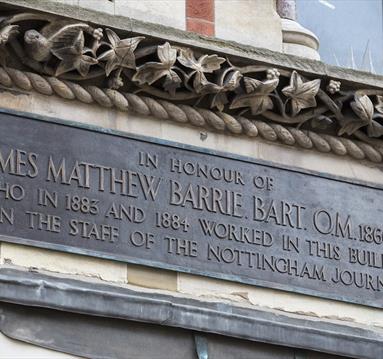 IN HONOUR OF
MES MATTHEW BARRIE. BART. O.M. 186
HO IN 1883 AND 1884 WORKED IN THIS BUIL
N THE STAFF OF THE NOTTINGHAM JOURN